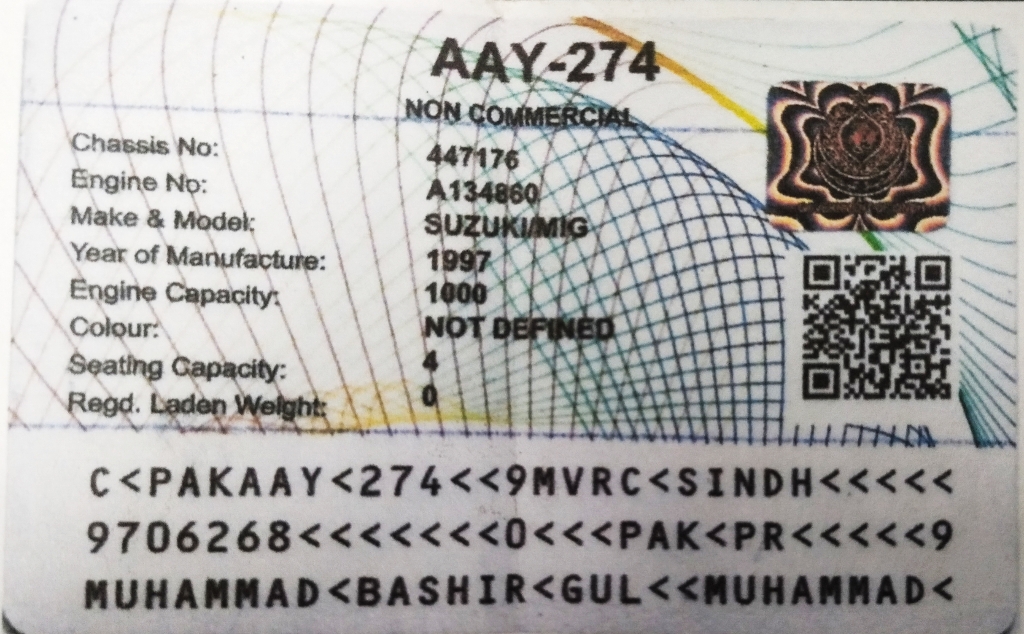 AAY-274
NON COMMERCIAL
Chassis No: 447176
Engine No: A134860
Make & Model: SUZUKI/MIG
Year of Manufacture: 1997
Engine Capacity: 1000
Colour: NOT DEFINED
Seating Capacity: 4
Regd. Laden Weight: 0
C<PAKAAY<274<<9MVRC<SINDH<<<<<
9706268<<<<<<<O<<<PAK<PR<<<<<9
MUHAMMAD<BASHIR<GUL<<MUHAMMAD<